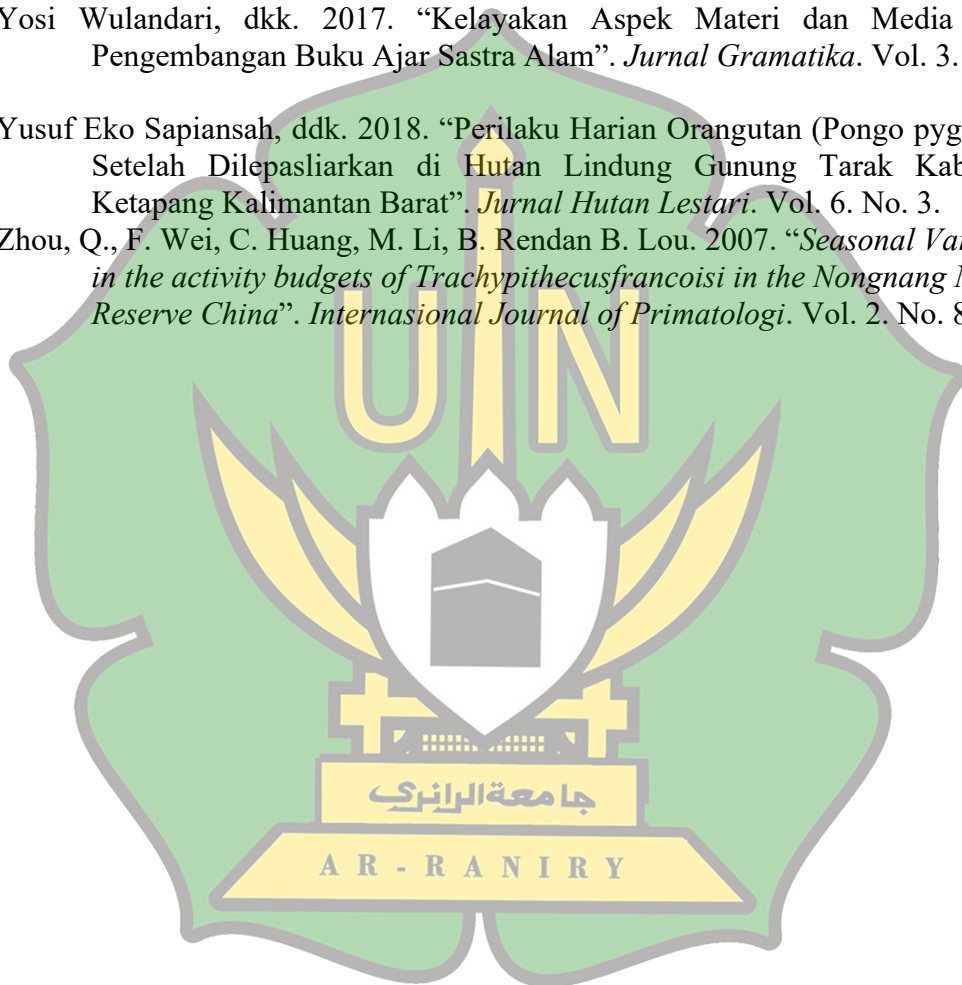 Yosi Wulandari, dkk. 2017. “Kelayakan Aspek Materi dan Media
Pengembangan Buku Ajar Sastra Alam”. Jurnal Gramatika. Vol. 3.
Yusuf Eko Sapiansah, ddk. 2018. “Perilaku Harian Orangutan (Pongo pyg
Setelah Dilepasliarkan di Hutan Lindung Gunung Tarak Kab
Ketapang Kalimantan Barat”. Jurnal Hutan Lestari. Vol. 6. No. 3.
Zhou, Q., F. Wei, C. Huang, M. Li, B. Rendan B. Lou. 2007. “Seasonal Va
in the activity budgets of Trachypithecusfrancoisi in the Nongnang
Reserve China”. Internasional Journal of Primatologi. Vol. 2. No. 8
UIN
جامعة الرانري
AR-RANIRY